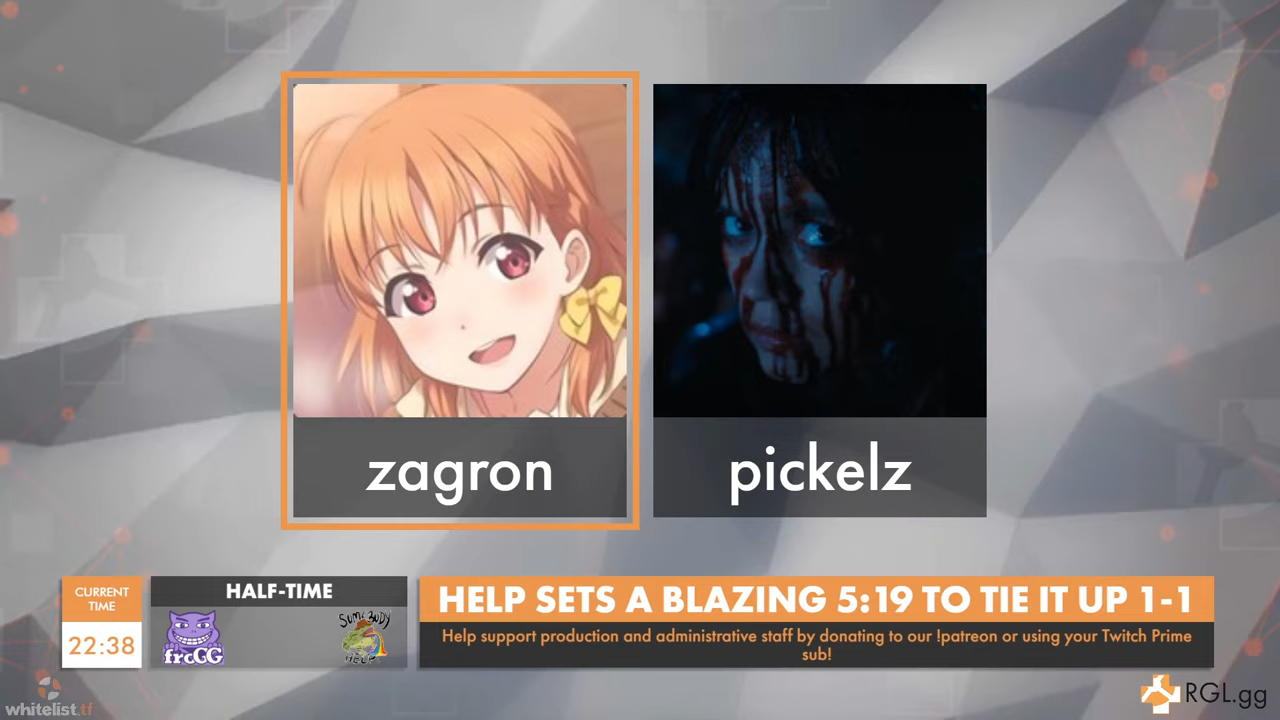 zagron
pickelz
CURRENT
TIME
22:38
HALF-TIME
froGG
SOMEBODY
HELP
HELP SETS A BLAZING 5:19 TO TIE IT UP 1-1
Help support production and administrative staff by donating to our !patreon or using your Twitch Prime
sub!
whitelist.tf
RGL.gg